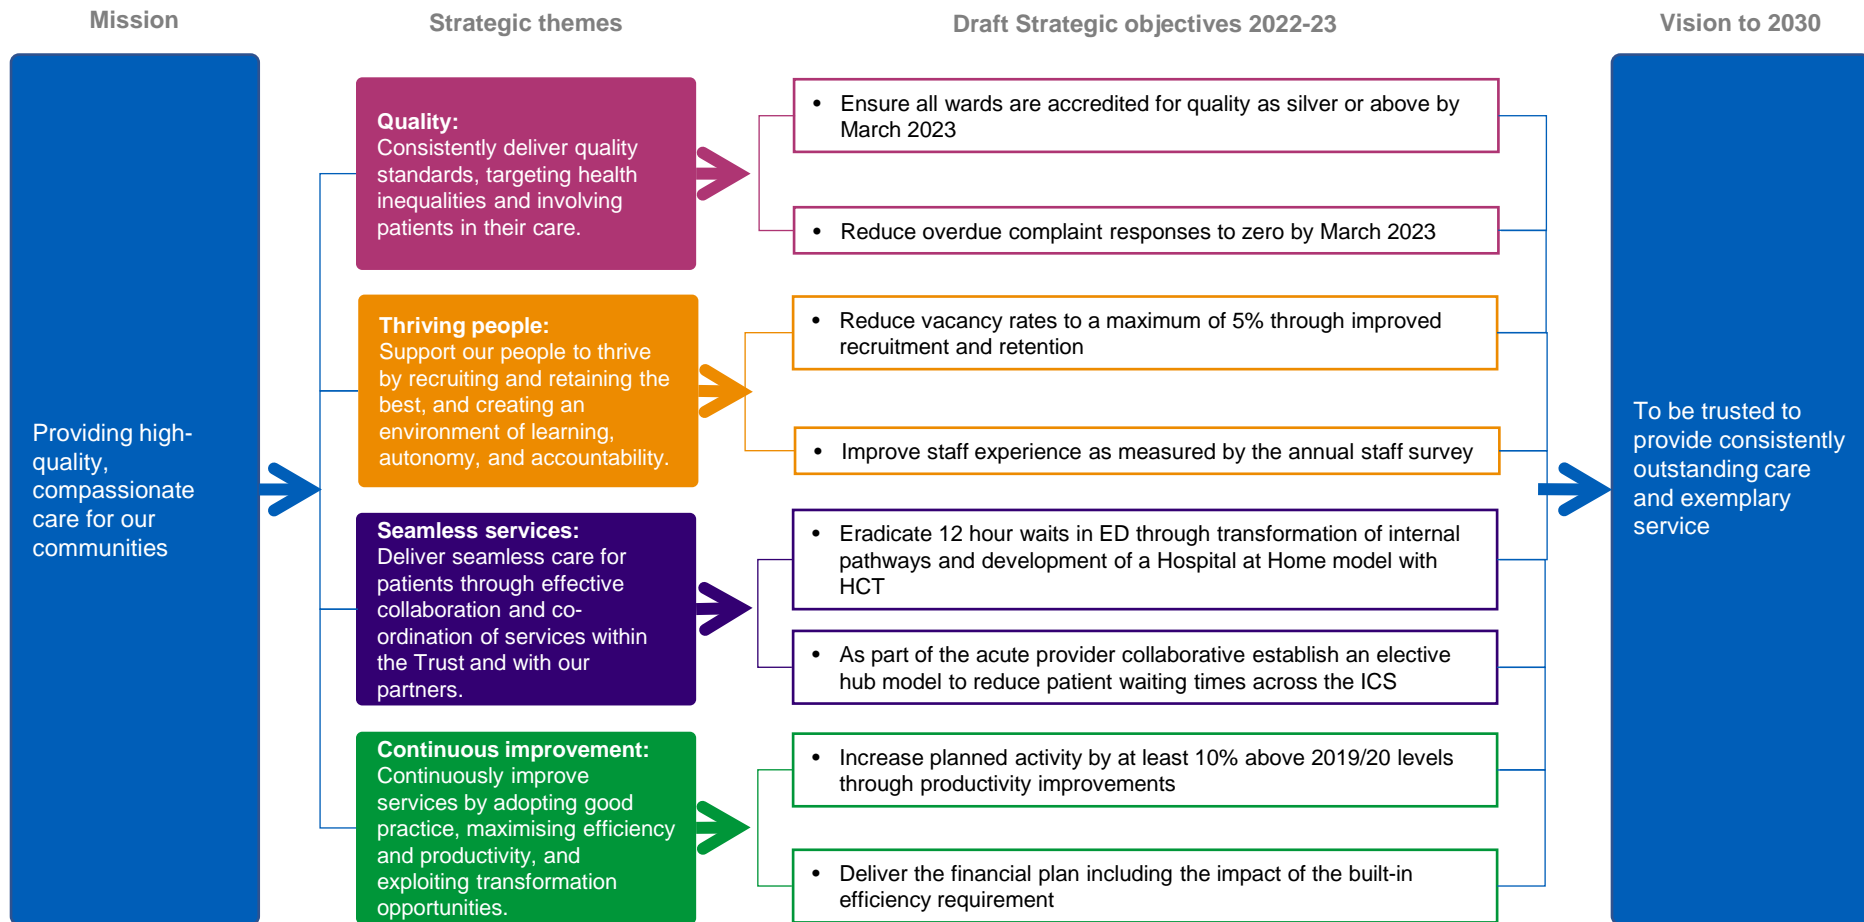 Mission
Strategic themes
Draft Strategic objectives 2022-23
Vision to 2030
Providing high-
quality,
compassionate
care for our
communities
Quality:
Consistently deliver quality
standards, targeting health
inequalities and involving
patients in their care.
• Ensure all wards are accredited for quality as silver or above by
March 2023
• Reduce overdue complaint responses to zero by March 2023
Thriving people:
Support our people to thrive
by recruiting and retaining the
best, and creating an
environment of learning,
autonomy, and accountability.
• Reduce vacancy rates to a maximum of 5% through improved
recruitment and retention
• Improve staff experience as measured by the annual staff survey
Seamless services:
Deliver seamless care for
patients through effective
collaboration and co-
ordination of services within
the Trust and with our
partners.
• Eradicate 12 hour waits in ED through transformation of internal
pathways and development of a Hospital at Home model with
HCT
• As part of the acute provider collaborative establish an elective
hub model to reduce patient waiting times across the ICS
Continuous improvement:
Continuously improve
services by adopting good
practice, maximising efficiency
and productivity, and
exploiting transformation
opportunities.
• Increase planned activity by at least 10% above 2019/20 levels
through productivity improvements
• Deliver the financial plan including the impact of the built-in
efficiency requirement
To be trusted to
provide consistently
outstanding care
and exemplary
service